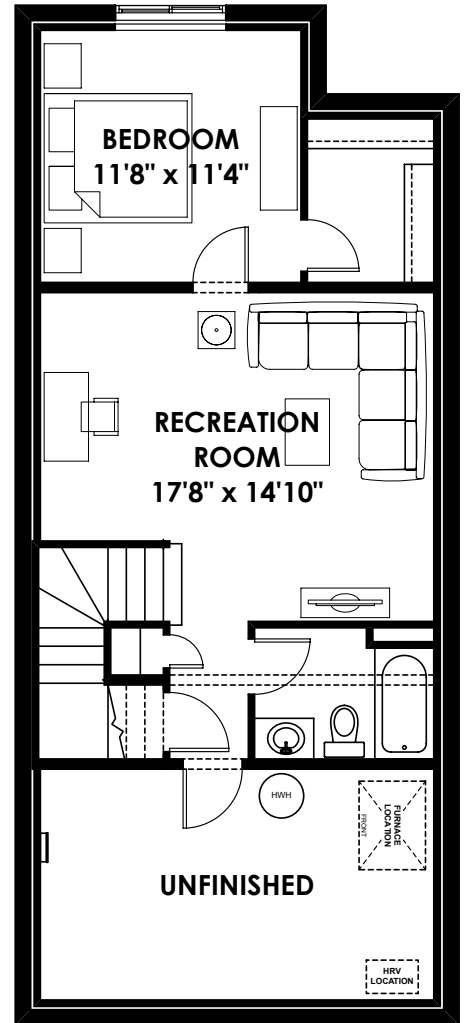 BEDROOM
11'8" x 11'4"
RECREATION
ROOM
17'8" x 14'10"
HWH
FURNACE
LOCATION
FRONT
UNFINISHED
HRV
LOCATION